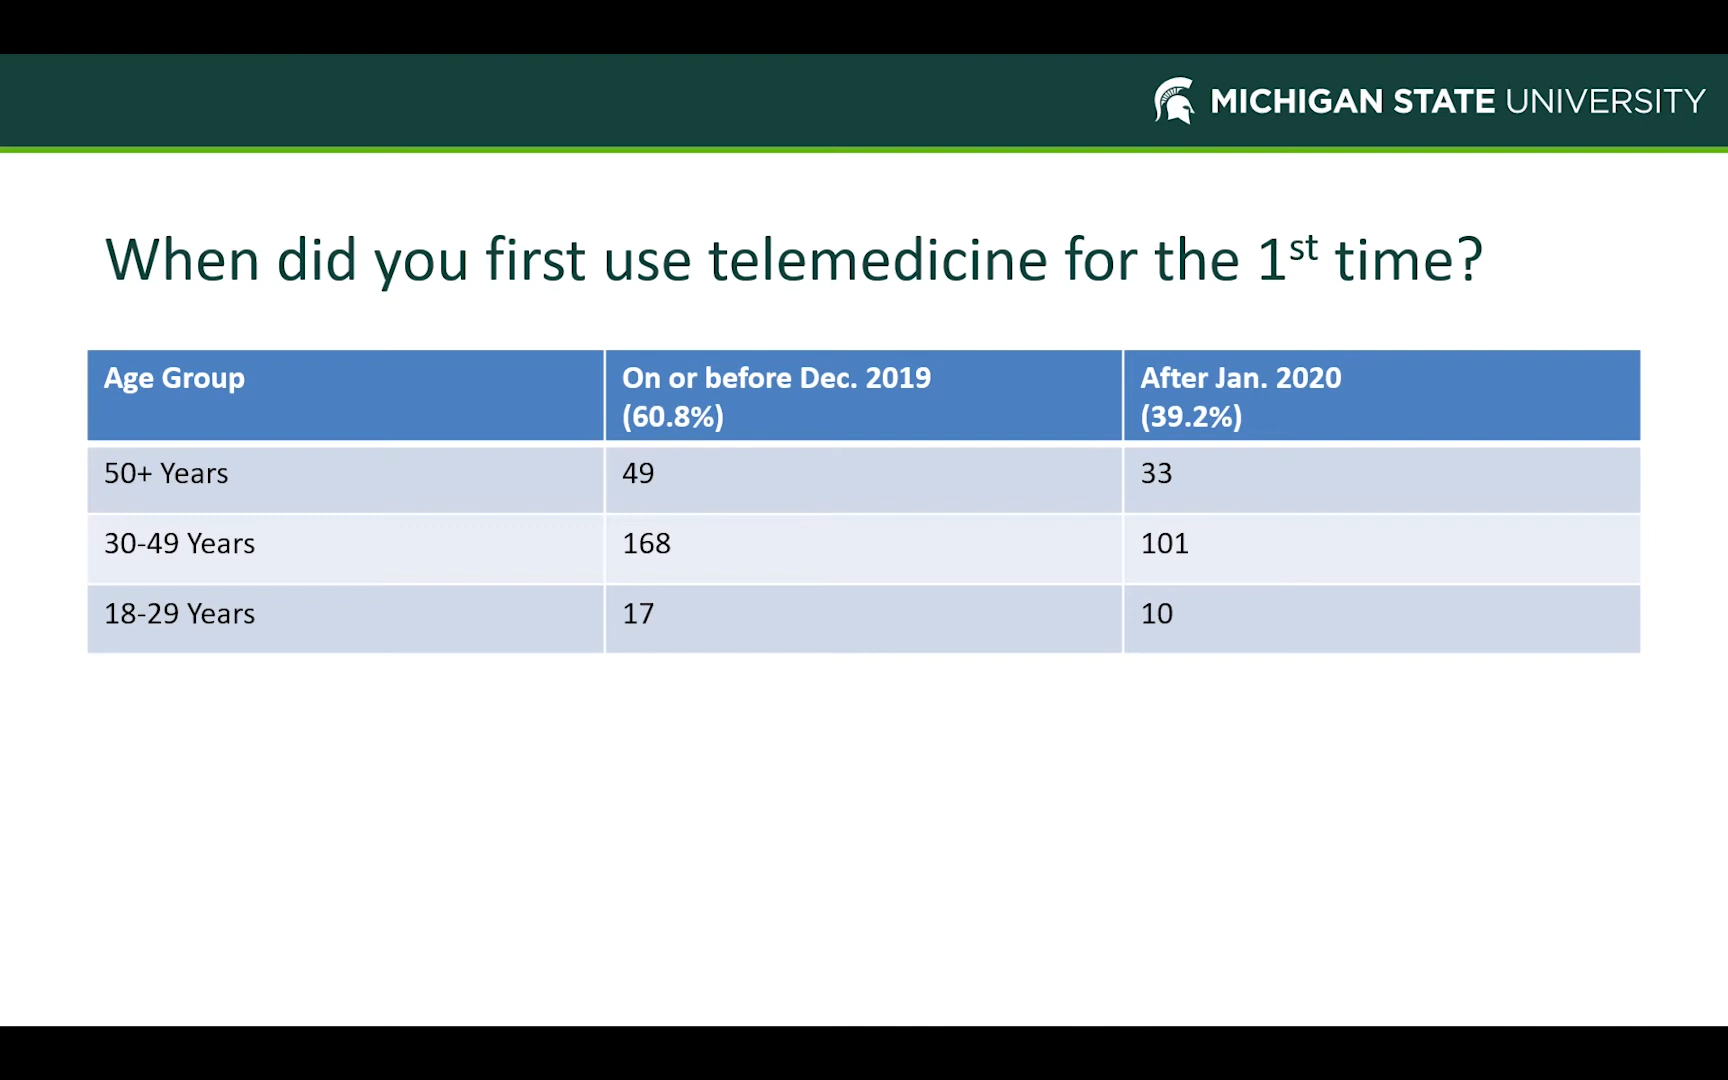 MICHIGAN STATE UNIVERSITY
When did you first use telemedicine for the 1st time?
Age Group
On or before Dec. 2019
(60.8%)
After Jan. 2020
(39.2%)
50+ Years 49 33
30-49 Years 168 101
18-29 Years 17 10